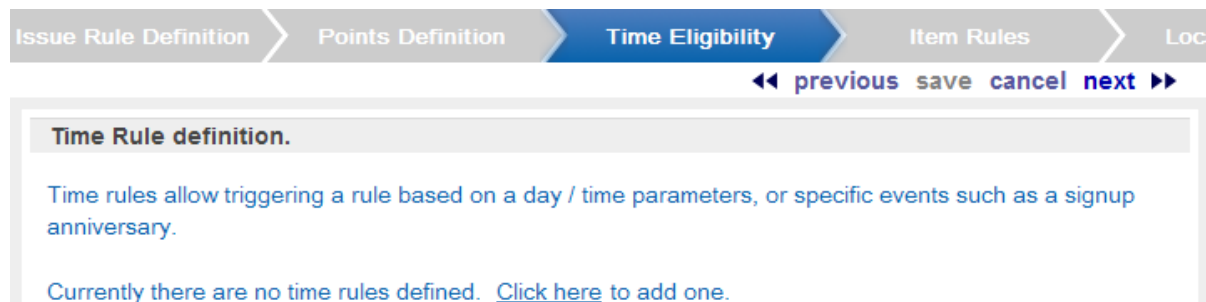 Issue Rule Definition Points Definition Time Eligibility Item Rules Loc
previous save cancel next
Time Rule definition.
Time rules allow triggering a rule based on a day / time parameters, or specific events such as a signup
anniversary.
Currently there are no time rules defined. Click here to add one.